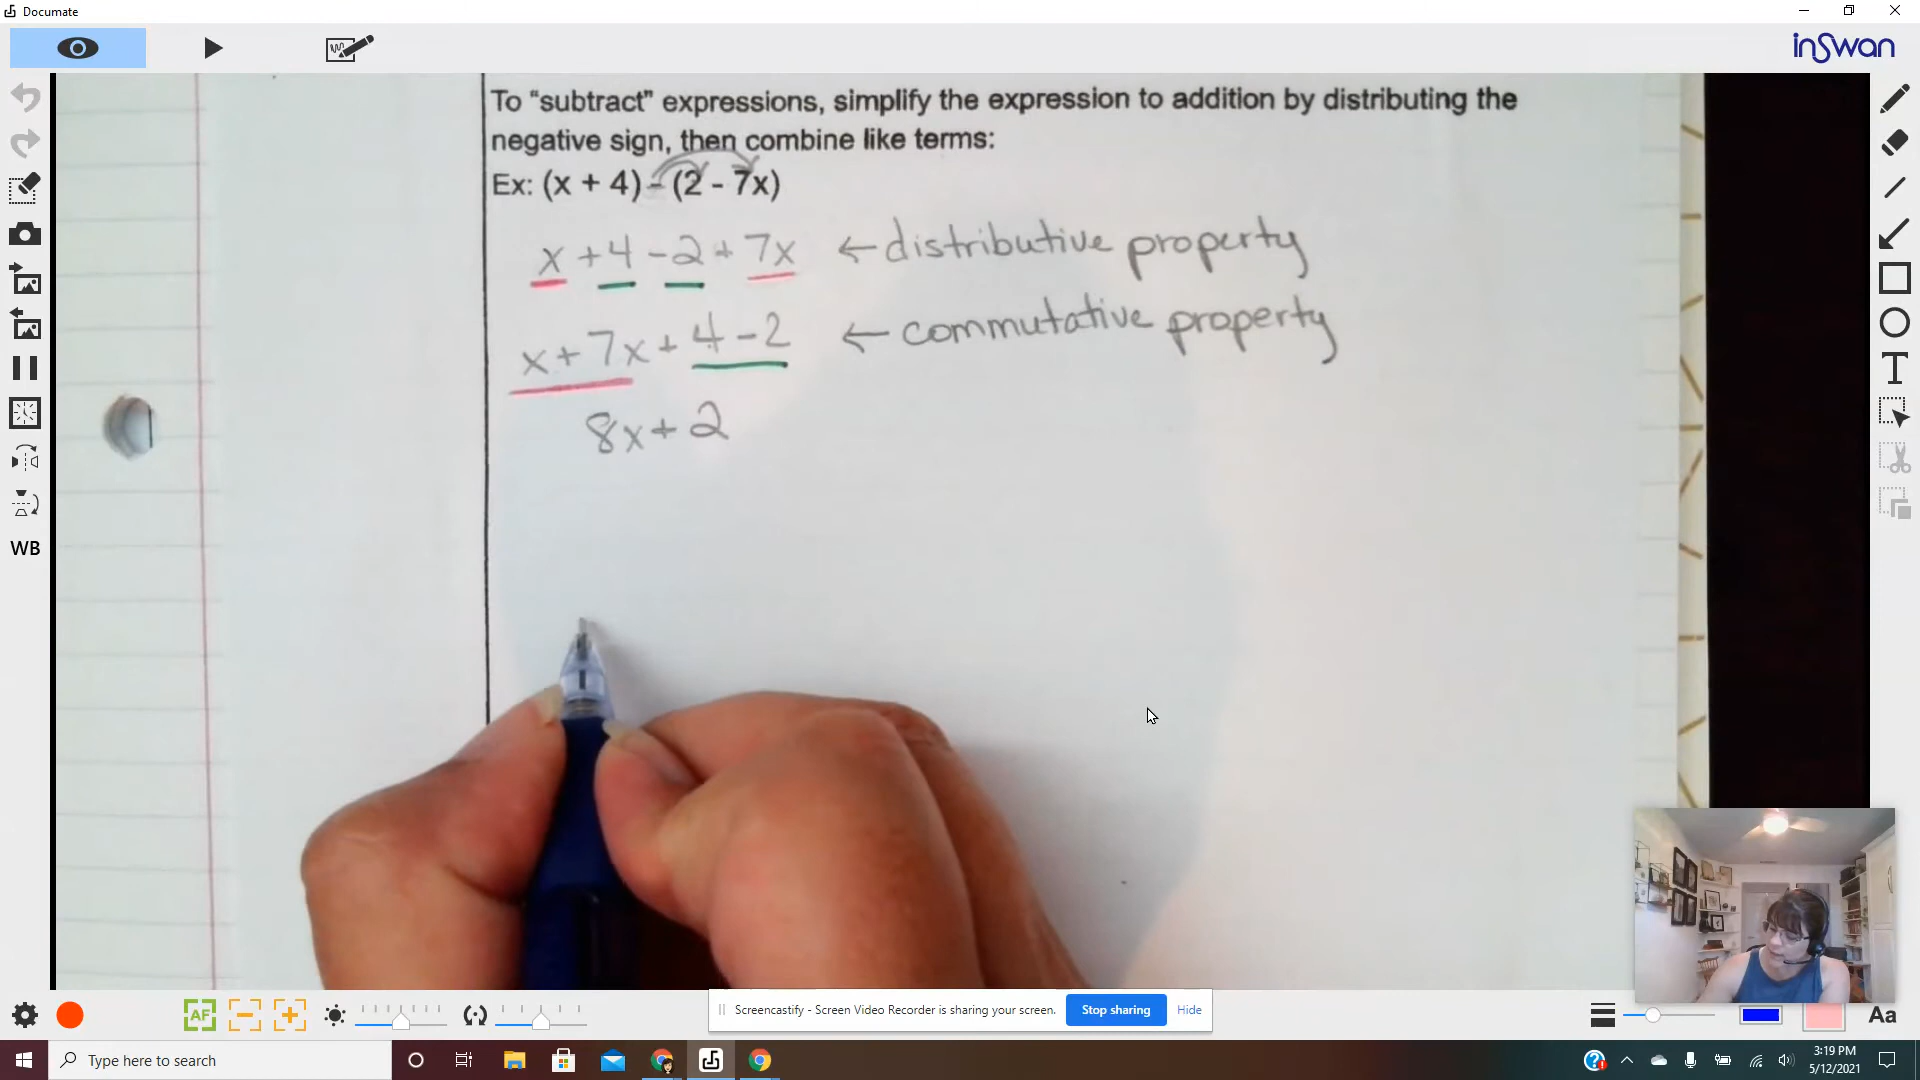 Documate
inSwan
To "subtract" expressions, simplify the expression to addition by distributing the
negative sign, then combine like terms:
Ex: (x + 4) - (2 - 7x)
x + 4 - 2 + 7x ← distributive property
x + 7x + 4 - 2 ← commutative property
8x + 2
T
WB
AF
Screencastify - Screen Video Recorder is sharing your screen. Stop sharing Hide
Aa
Type here to search
3:19 PM
5/12/2021